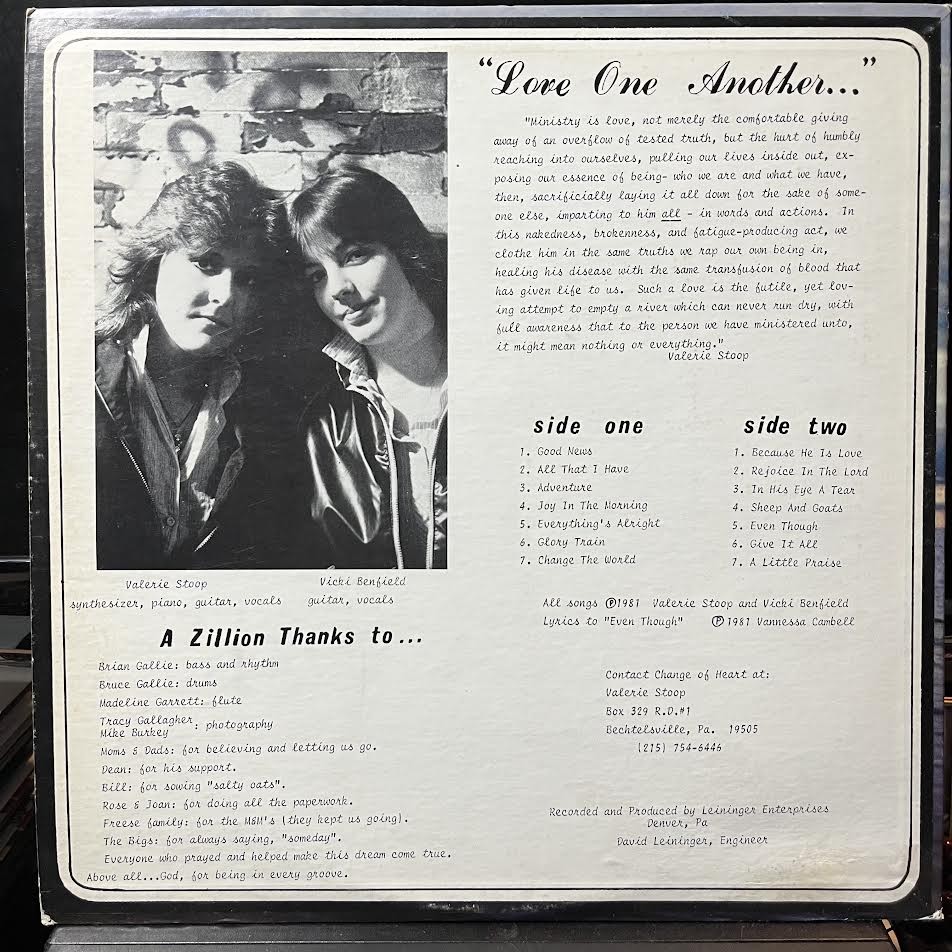 "Love One Another..."
"Ministry is love, not merely the comfortable giving
away of an overflow of tested truth, but the hurt of humbly
reaching into ourselves, pulling our lives inside out, ex-
posing our essence of being- who we are and what we have,
then, sacrificially laying it all down for the sake of some-
one else, imparting to him all - in words and actions. In
this nakedness, brokenness, and fatigue-producing act, we
clothe him in the same truths we rap our own being in,
healing his disease with the same transfusion of blood that
has given life to us. Such a love is the futile, yet lov-
ing attempt to empty a river which can never run dry, with
full awareness that to the person we have ministered unto,
it might mean nothing or everything."
Valerie Stoop
side one
1. Good News
2. All That I Have
3. Adventure
4. Joy In The Morning
5. Everything's Alright
6. Glory Train
7. Change The World
side two
1. Because He Is Love
2. Rejoice In The Lord
3. In His Eye A Tear
4. Sheep And Goats
5. Even Though
6. Give It All
7. A Little Praise
All songs ℗1981 Valerie Stoop and Vicki Benfield
Lyrics to "Even Though" ℗1981 Vannessa Cambell
Valerie Stoop
synthesizer, piano, guitar, vocals
Vicki Benfield
guitar, vocals
A Zillion Thanks to...
Brian Gallie: bass and rhythm
Bruce Gallie: drums
Madeline Garrett: flute
Tracy Gallagher
Mike Burkey : photography
Moms & Dads: for believing and letting us go.
Dean: for his support.
Bill: for sowing "salty oats".
Rose & Joan: for doing all the paperwork.
Freese family: for the M&M's (they kept us going).
The Bigs: for always saying, "someday".
Everyone who prayed and helped make this dream come true.
Above all...God, for being in every groove.
Contact Change of Heart at:
Valerie Stoop
Box 329 R.D.#1
Bechtelsville, Pa. 19505
(215) 754-6446
Recorded and Produced by Leininger Enterprises
Denver, Pa
David Leininger, Engineer